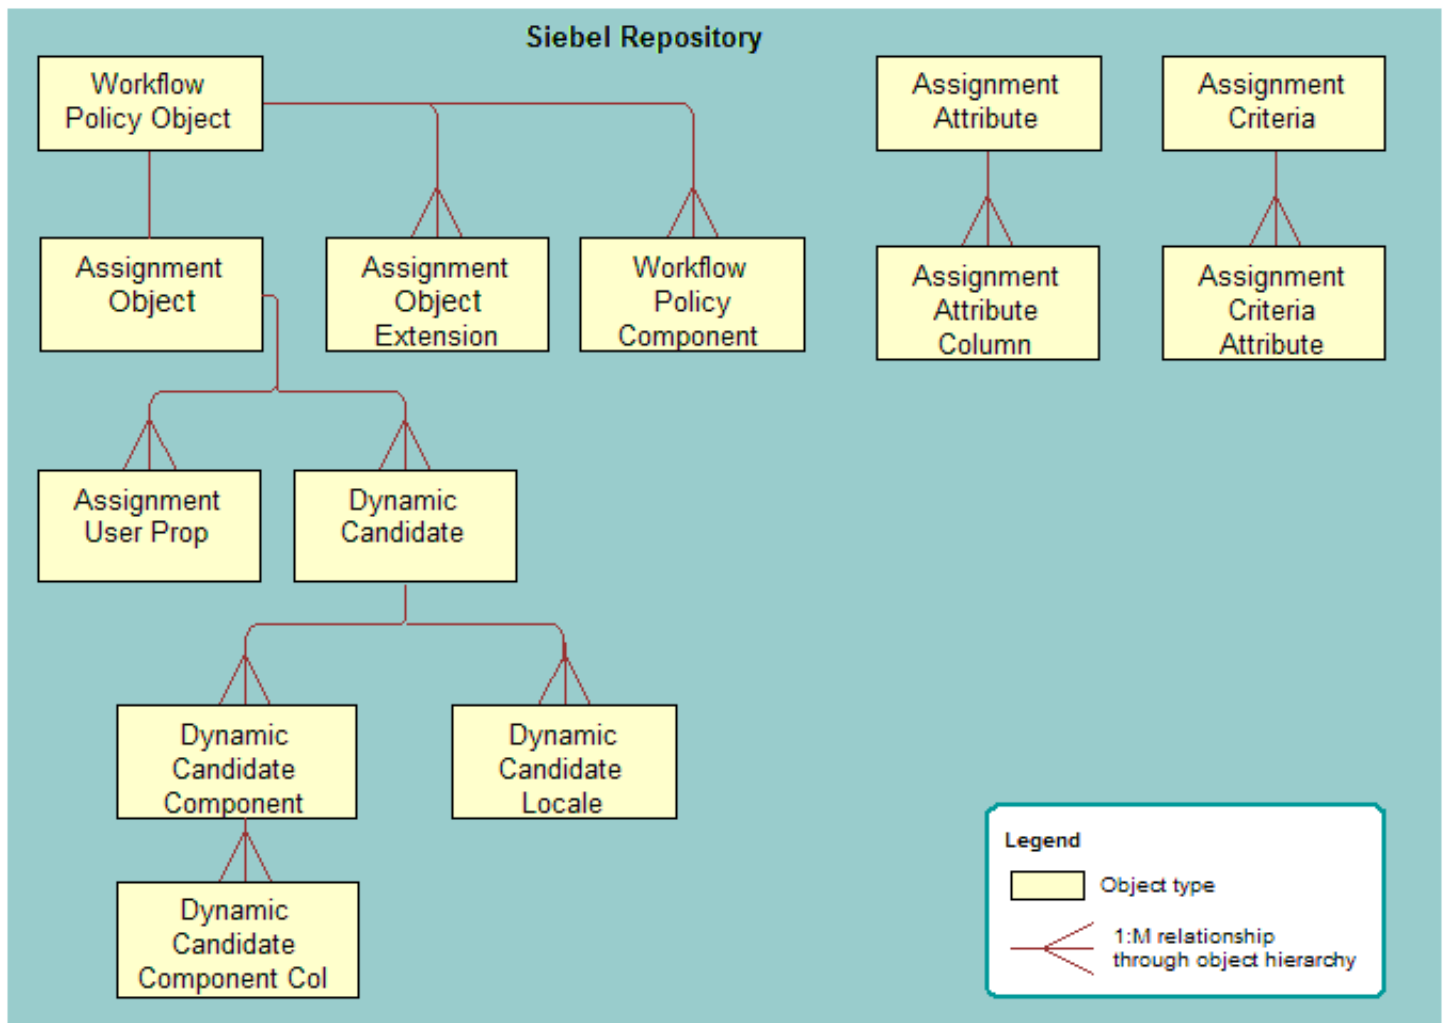 Siebel Repository
Workflow
Policy Object
Assignment
Attribute
Assignment
Criteria
Assignment
Object
Assignment
Object
Extension
Workflow
Policy
Component
Assignment
Attribute
Column
Assignment
Criteria
Attribute
Assignment
User Prop
Dynamic
Candidate
Dynamic
Candidate
Component
Dynamic
Candidate
Locale
Dynamic
Candidate
Component Col
Legend
Object type
1:M relationship
through object hierarchy